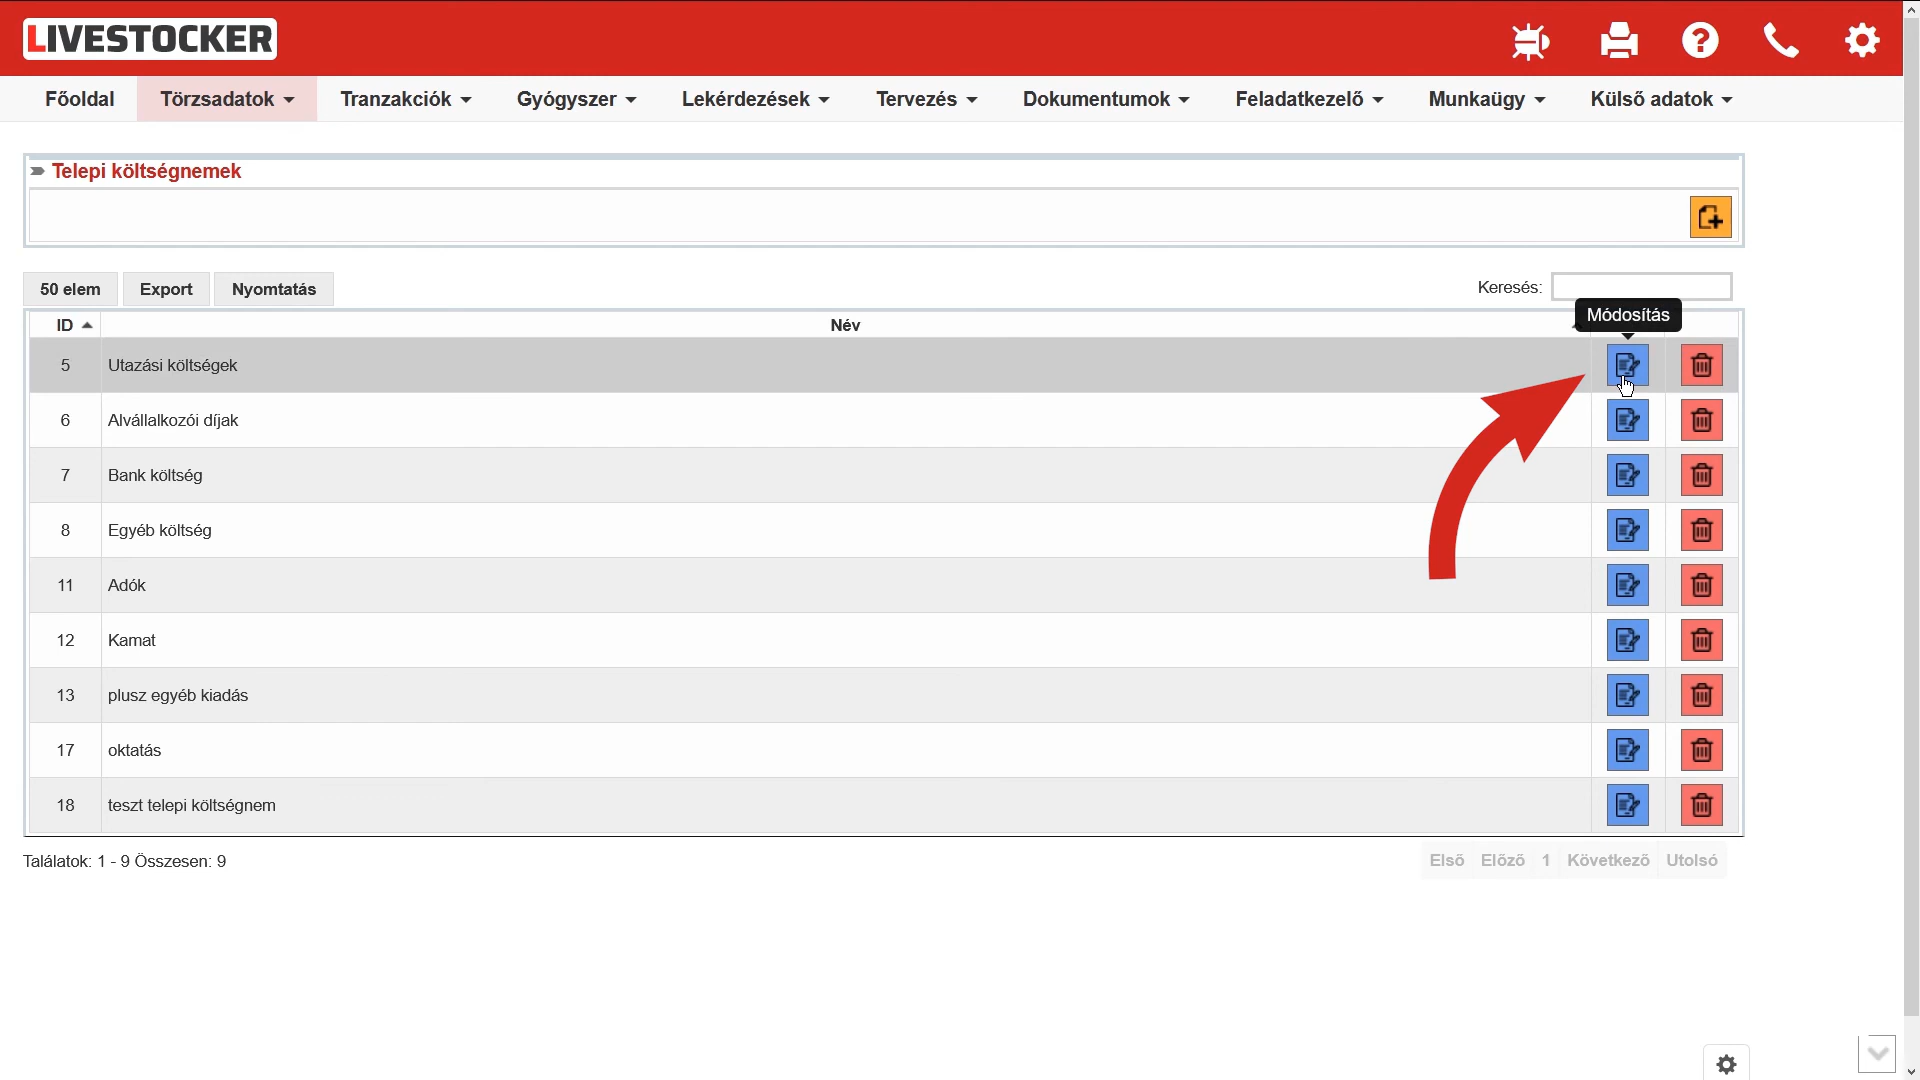 LIVESTOCKER
Főoldal Törzsadatok Tranzakciók Gyógyszer Lekérdezések Tervezés Dokumentumok Feladatkezelő Munkaügy Külső adatok
Telepi költségnemek
50 elem Export Nyomtatás Keresés:
Módosítás
ID Név
5 Utazási költségek
6 Alvállalkozói díjak
7 Bank költség
8 Egyéb költség
11 Adók
12 Kamat
13 plusz egyéb kiadás
17 oktatás
18 teszt telepi költségnem
Találatok: 1 - 9 Összesen: 9 Első Előző 1 Következő Utolsó